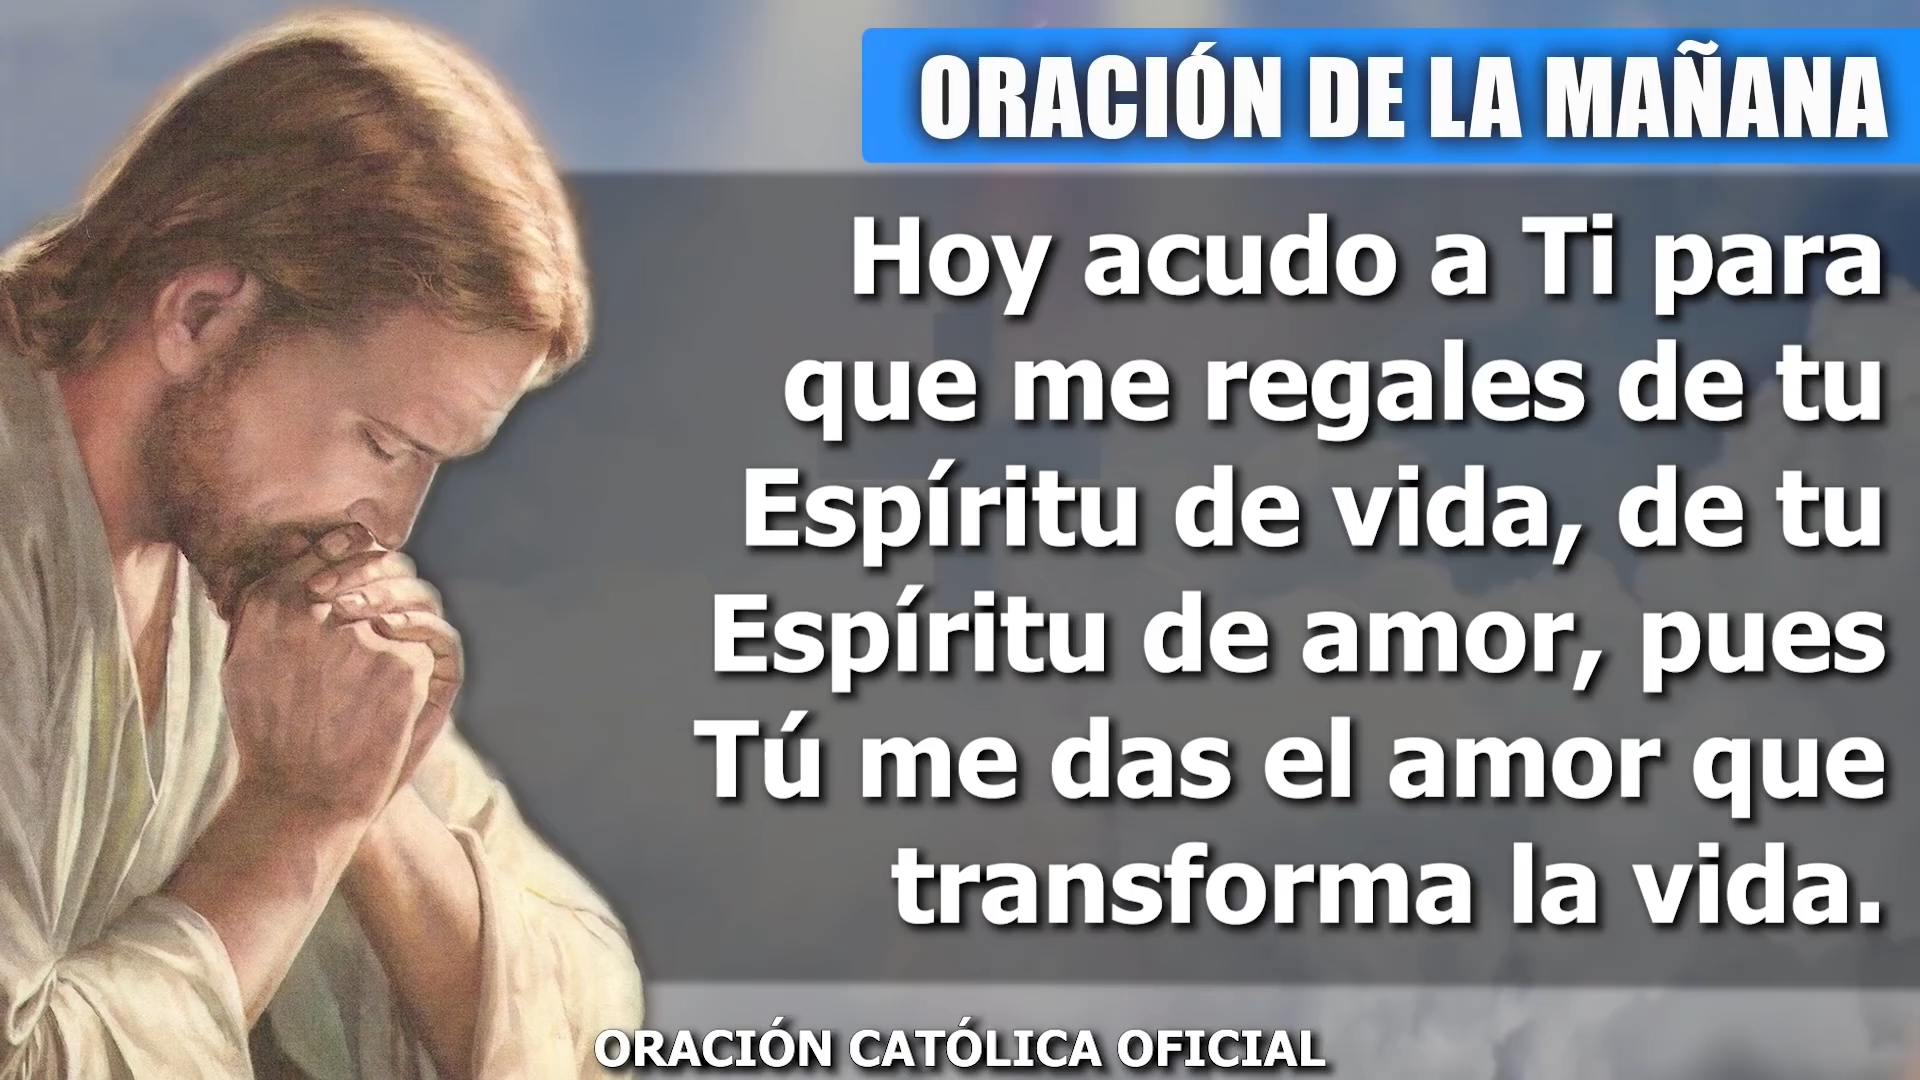 ORACIÓN DE LA MAÑANA
Hoy acudo a Ti para
que me regales de tu
Espíritu de vida, de tu
Espíritu de amor, pues
Tú me das el amor que
transforma la vida.
ORACIÓN CATÓLICA OFICIAL